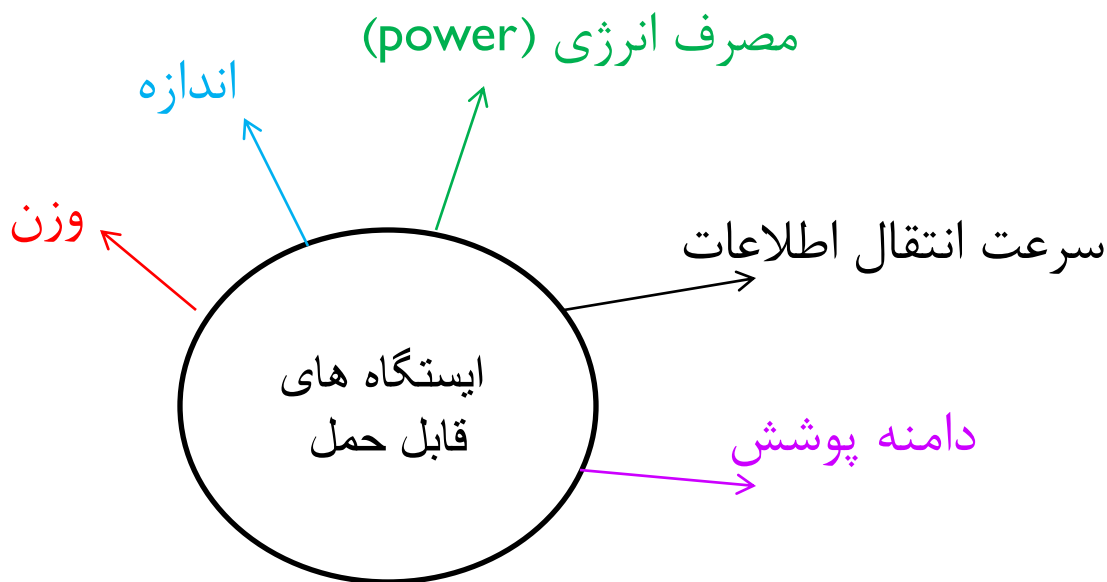 مصرف انرژی (power)
اندازه
وزن
سرعت انتقال اطلاعات
ایستگاه های
قابل حمل
دامنه پوشش